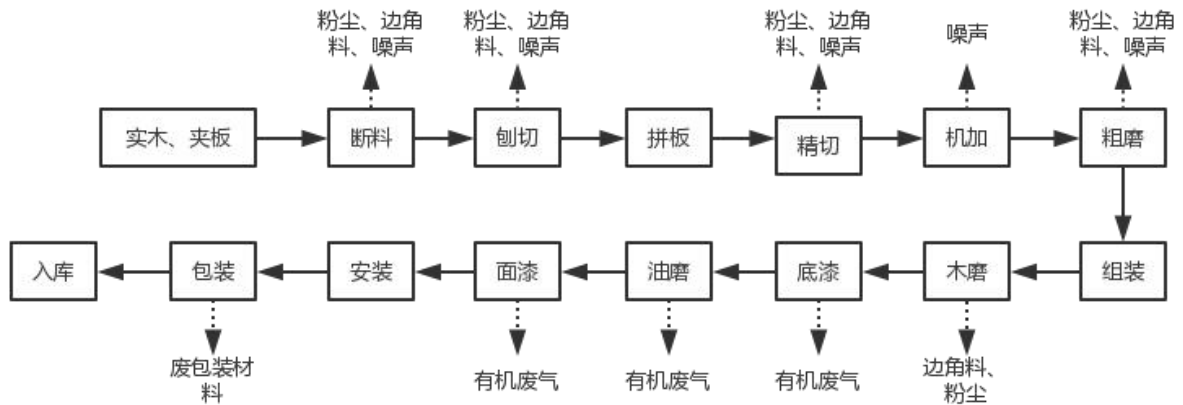 粉尘、边角
料、噪声
粉尘、边角
料、噪声
粉尘、边角
料、噪声
噪声
粉尘、边角
料、噪声
实木、夹板
断料
刨切
拼板
精切
机加
粗磨
入库
包装
安装
面漆
油磨
底漆
木磨
组装
废包装材
料
有机废气
有机废气
有机废气
边角料、
粉尘